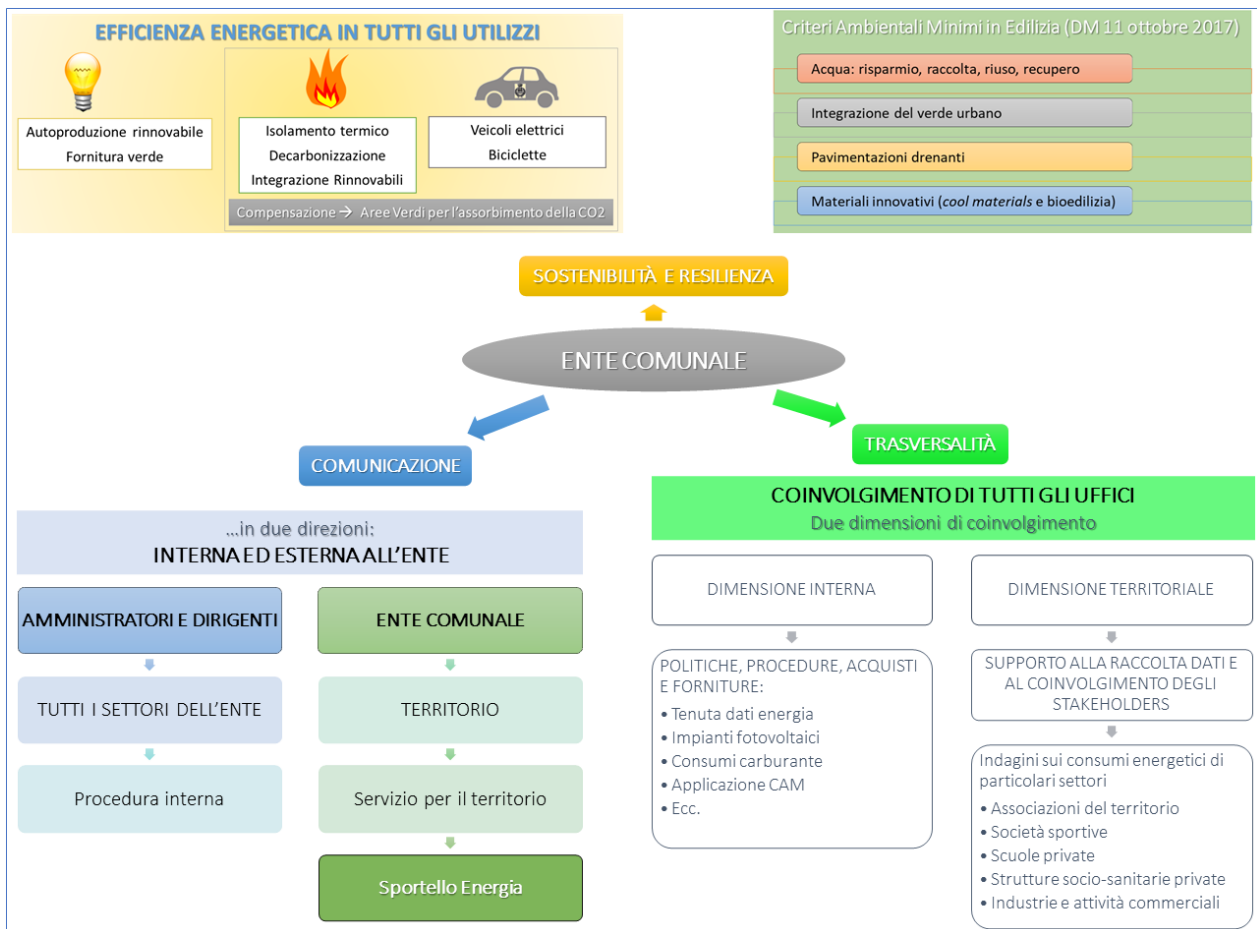 EFFICIENZA ENERGETICA IN TUTTI GLI UTILIZZI
Autoproduzione rinnovabile
Fornitura verde
Isolamento termico
Decarbonizzazione
Integrazione Rinnovabili
Veicoli elettrici
Biciclette
Compensazione → Aree Verdi per l'assorbimento della CO2
Criteri Ambientali Minimi in Edilizia (DM 11 ottobre 2017)
Acqua: risparmio, raccolta, riuso, recupero
Integrazione del verde urbano
Pavimentazioni drenanti
Materiali innovativi (cool materials e bioedilizia)
SOSTENIBILITÀ E RESILIENZA
ENTE COMUNALE
COMUNICAZIONE
...in due direzioni:
INTERNA ED ESTERNA ALL'ENTE
AMMINISTRATORI E DIRIGENTI
TUTTI I SETTORI DELL'ENTE
Procedura interna
ENTE COMUNALE
TERRITORIO
Servizio per il territorio
Sportello Energia
TRASVERSALITÀ
COINVOLGIMENTO DI TUTTI GLI UFFICI
Due dimensioni di coinvolgimento
DIMENSIONE INTERNA
POLITICHE, PROCEDURE, ACQUISTI
E FORNITURE:
• Tenuta dati energia
• Impianti fotovoltaici
• Consumi carburante
• Applicazione CAM
• Ecc.
DIMENSIONE TERRITORIALE
SUPPORTO ALLA RACCOLTA DATI E
AL COINVOLGIMENTO DEGLI
STAKEHOLDERS
Indagini sui consumi energetici di
particolari settori
• Associazioni del territorio
• Società sportive
• Scuole private
• Strutture socio-sanitarie private
• Industrie e attività commerciali